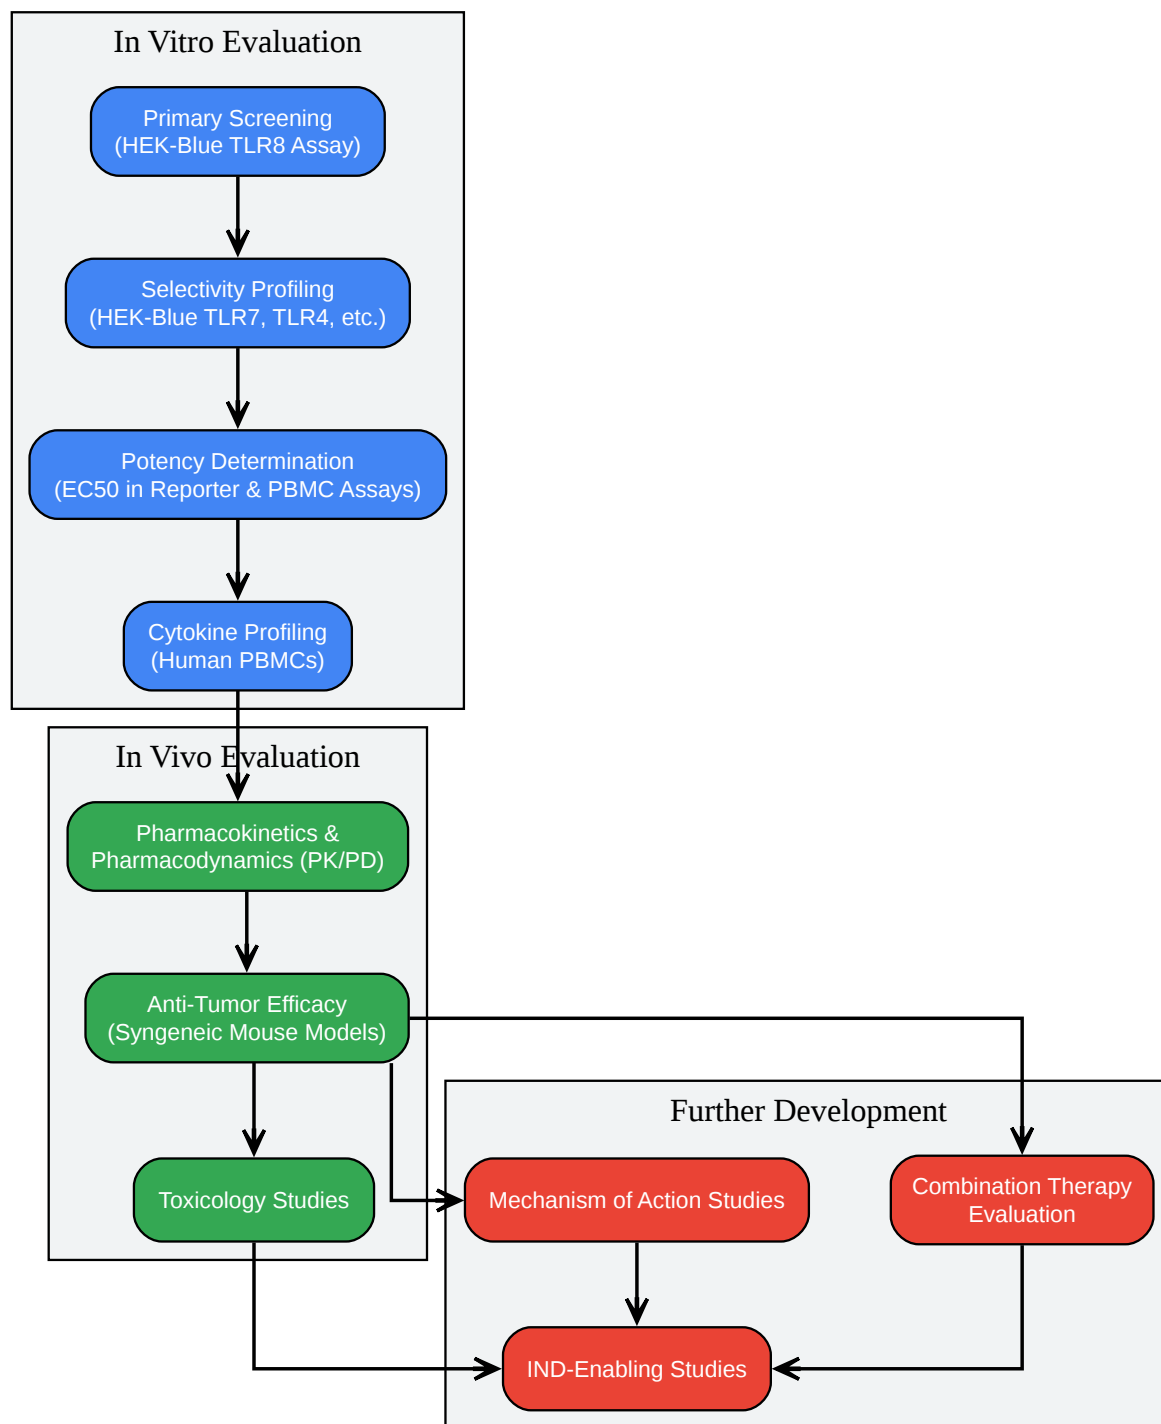 In Vitro Evaluation
Primary Screening
(HEK-Blue TLR8 Assay)
Selectivity Profiling
(HEK-Blue TLR7, TLR4, etc.)
Potency Determination
(EC50 in Reporter & PBMC Assays)
Cytokine Profiling
(Human PBMCs)
In Vivo Evaluation
Pharmacokinetics &
Pharmacodynamics (PK/PD)
Anti-Tumor Efficacy
(Syngeneic Mouse Models)
Toxicology Studies
Further Development
Mechanism of Action Studies
Combination Therapy
Evaluation
IND-Enabling Studies